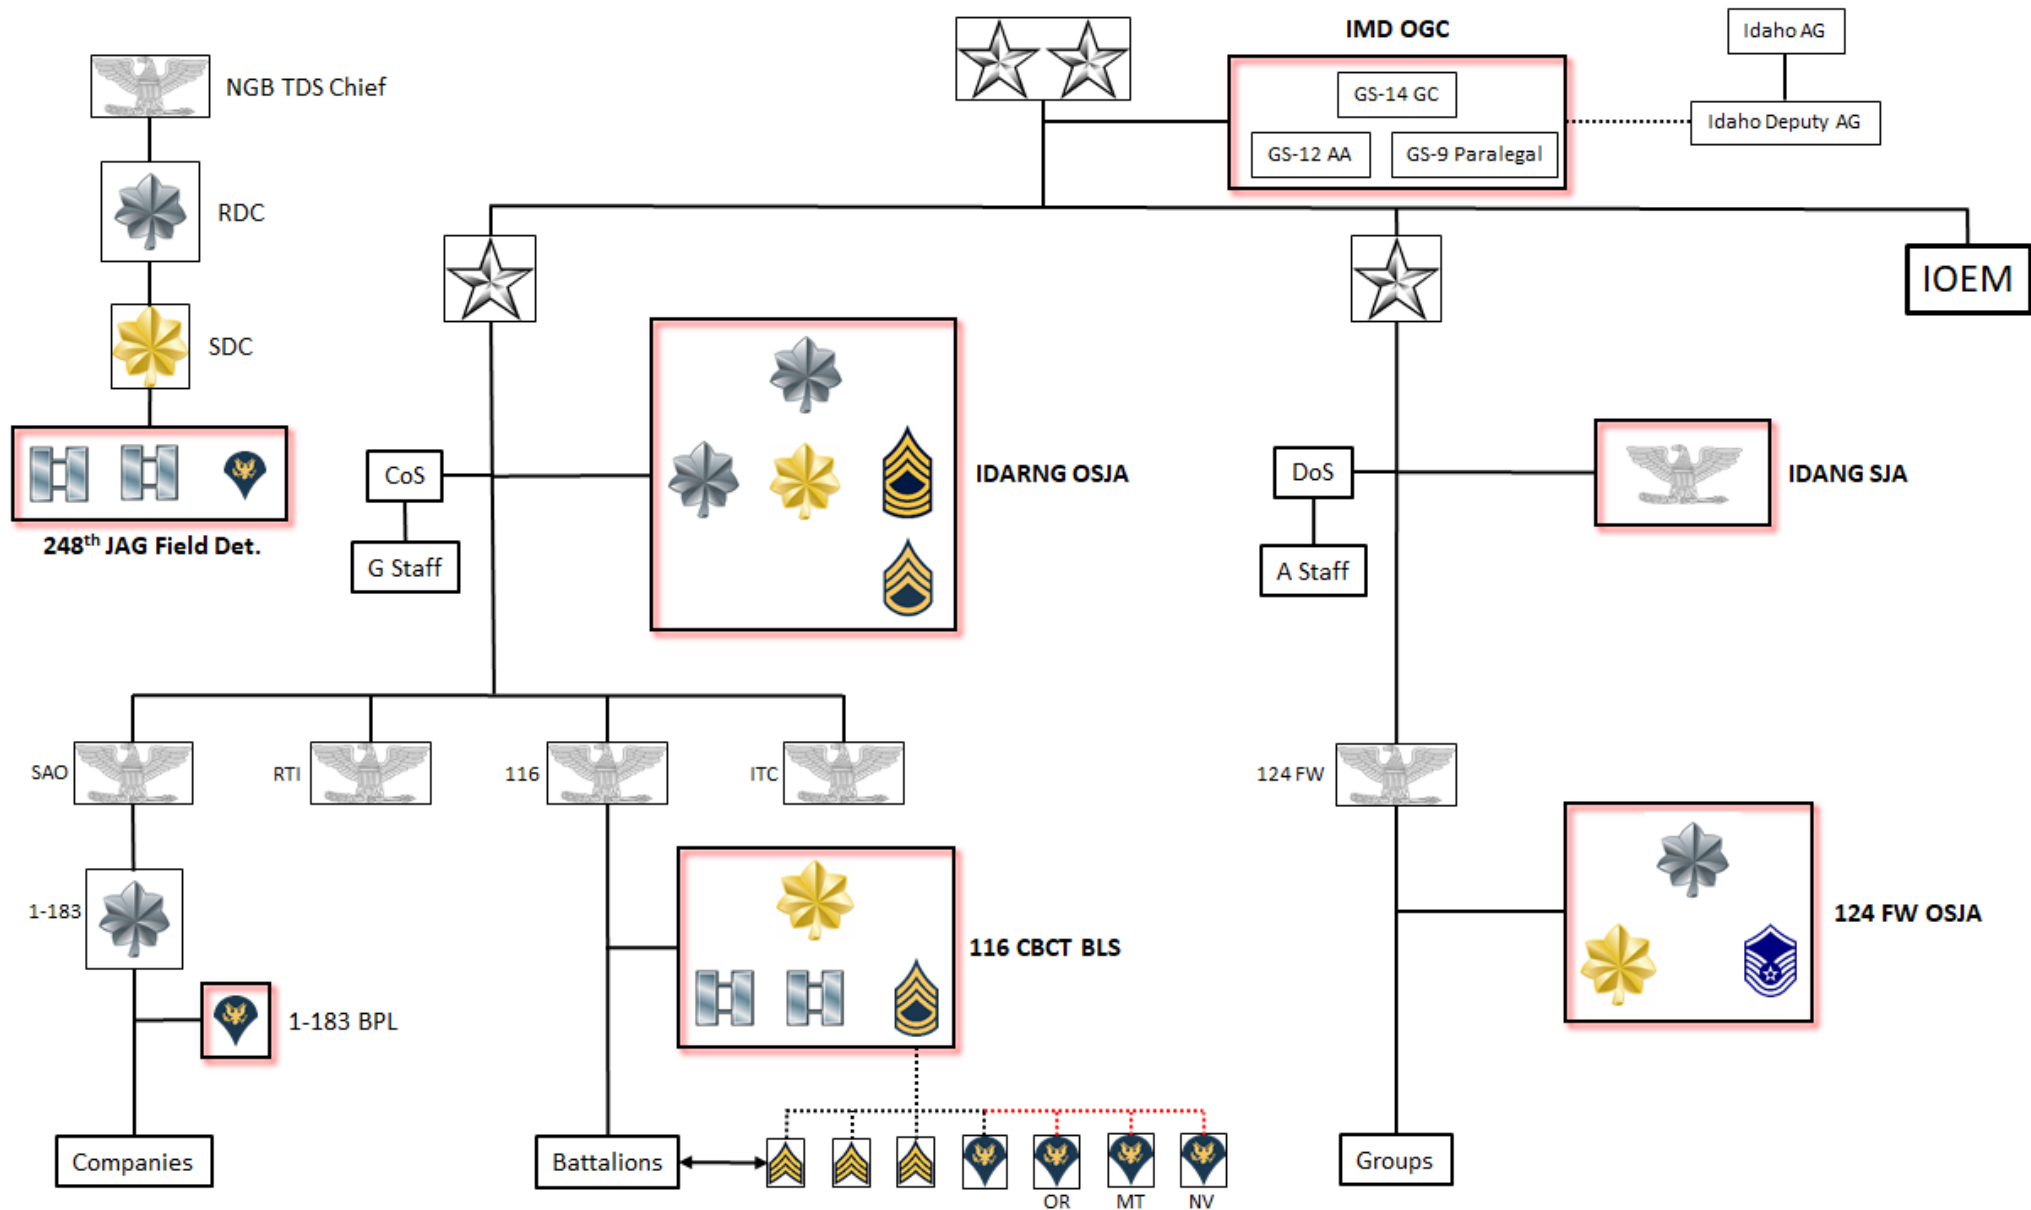 IMD OGC
Idaho AG
NGB TDS Chief
GS-14 GC
Idaho Deputy AG
GS-12 AA
GS-9 Paralegal
RDC
IOEM
SDC
CoS
IDARNG OSJA
DoS
IDANG SJA
248th JAG Field Det.
G Staff
A Staff
SAO
RTI
116
ITC
124 FW
1-183
124 FW OSJA
116 CBCT BLS
1-183 BPL
Companies
Battalions
Groups
OR
MT
NV